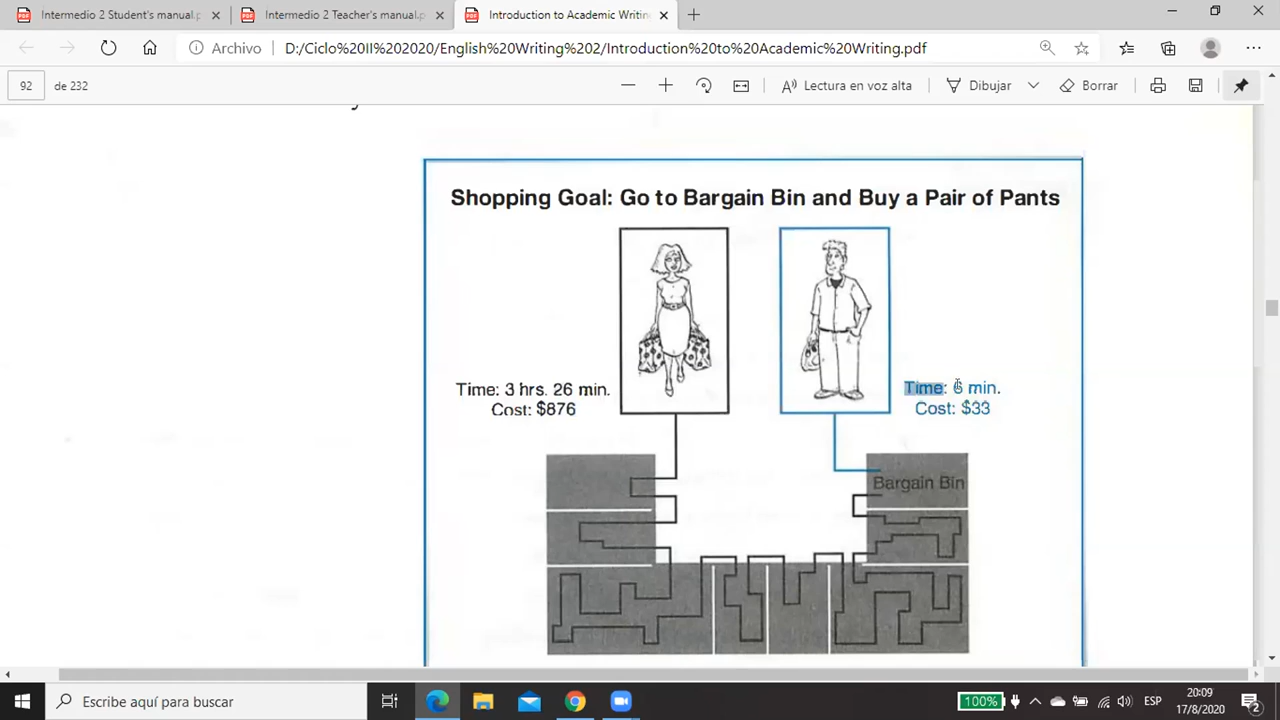 Intermedio 2 Student's manual.p
Intermedio 2 Teacher's manual.p
Introduction to Academic Writin
Archivo
D:/Ciclo%20II%202020/English%20Writing%202/Introduction%20to%20Academic%20Writing.pdf
92 de 232
Lectura en voz alta
Dibujar
Borrar
Shopping Goal: Go to Bargain Bin and Buy a Pair of Pants
Time: 3 hrs. 26 min.
Cost: $876
Time: 6 min.
Cost: $33
Bargain Bin
Escribe aquí para buscar
100%
ESP
20:09
17/8/2020
2